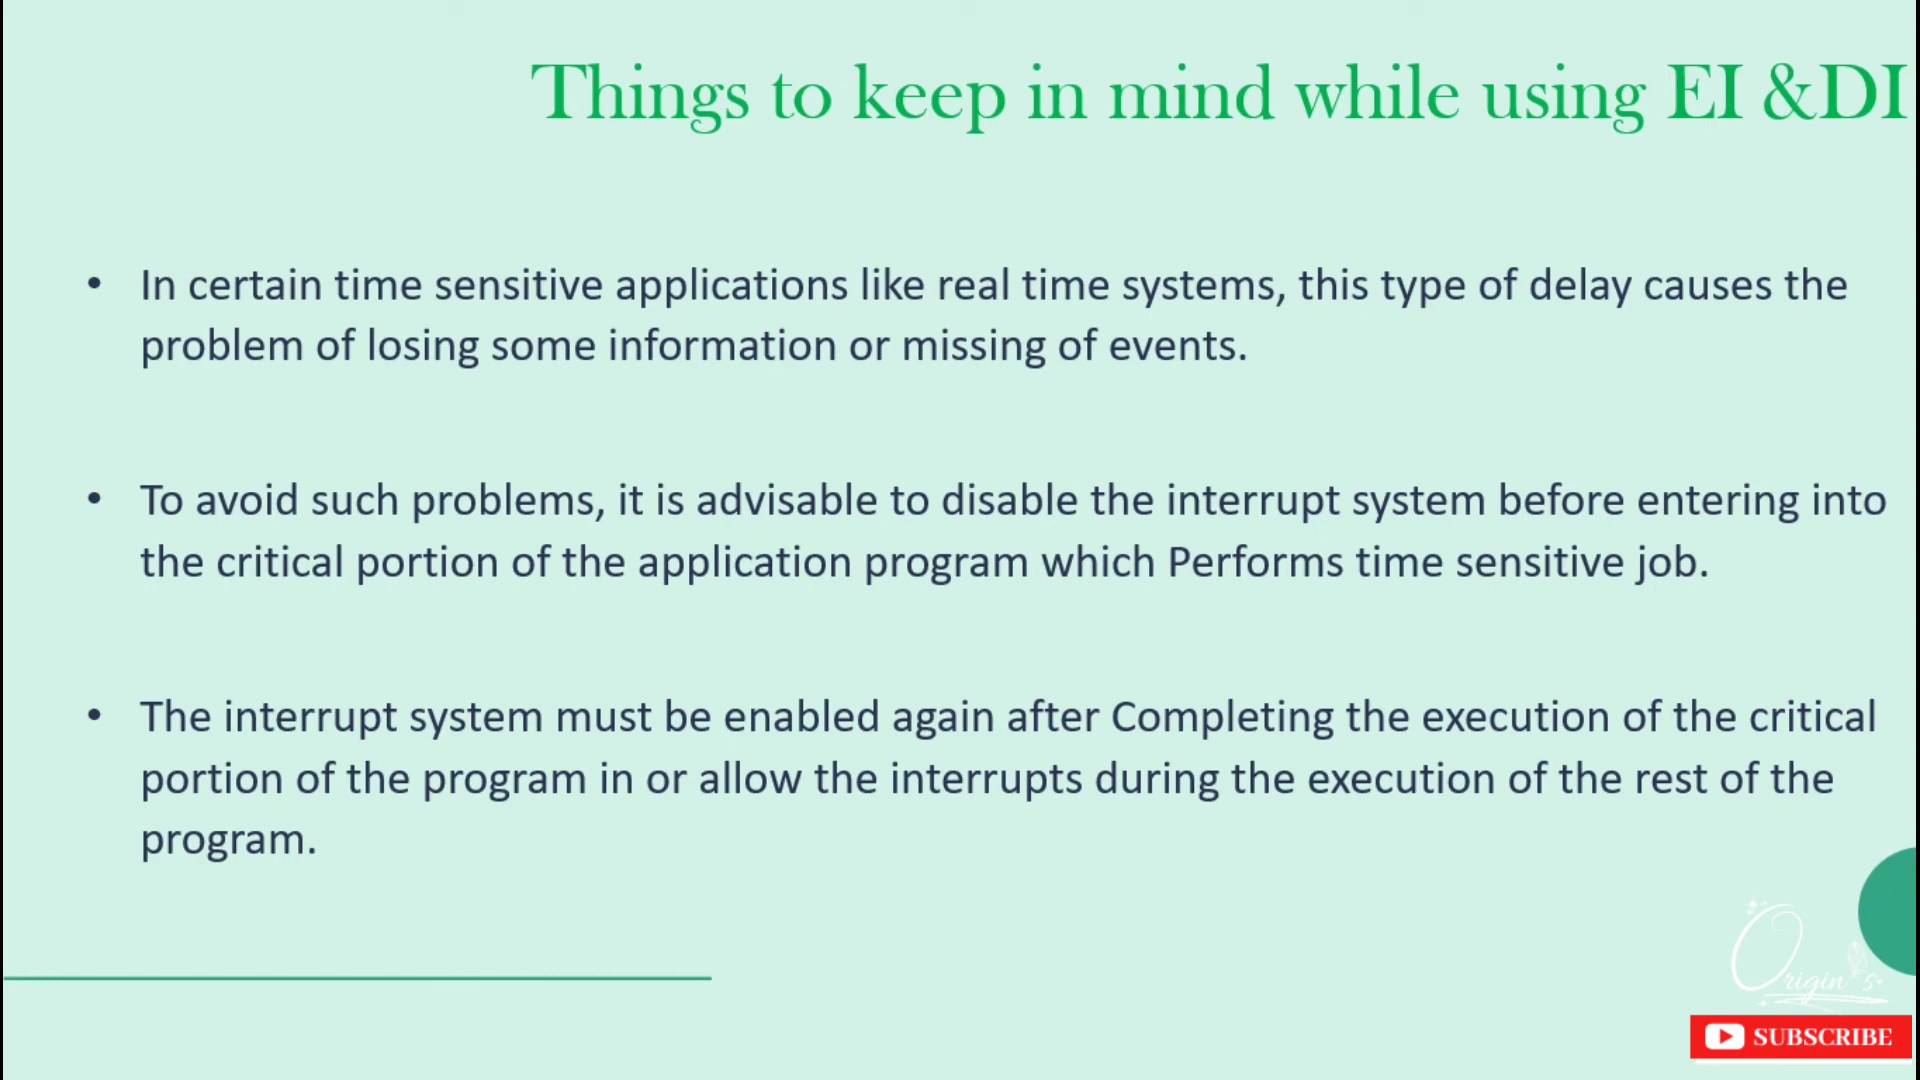 Things to keep in mind while using EI &DI
• In certain time sensitive applications like real time systems, this type of delay causes the
problem of losing some information or missing of events.
• To avoid such problems, it is advisable to disable the interrupt system before entering into
the critical portion of the application program which Performs time sensitive job.
• The interrupt system must be enabled again after Completing the execution of the critical
portion of the program in or allow the interrupts during the execution of the rest of the
program.
Origin's
SUBSCRIBE